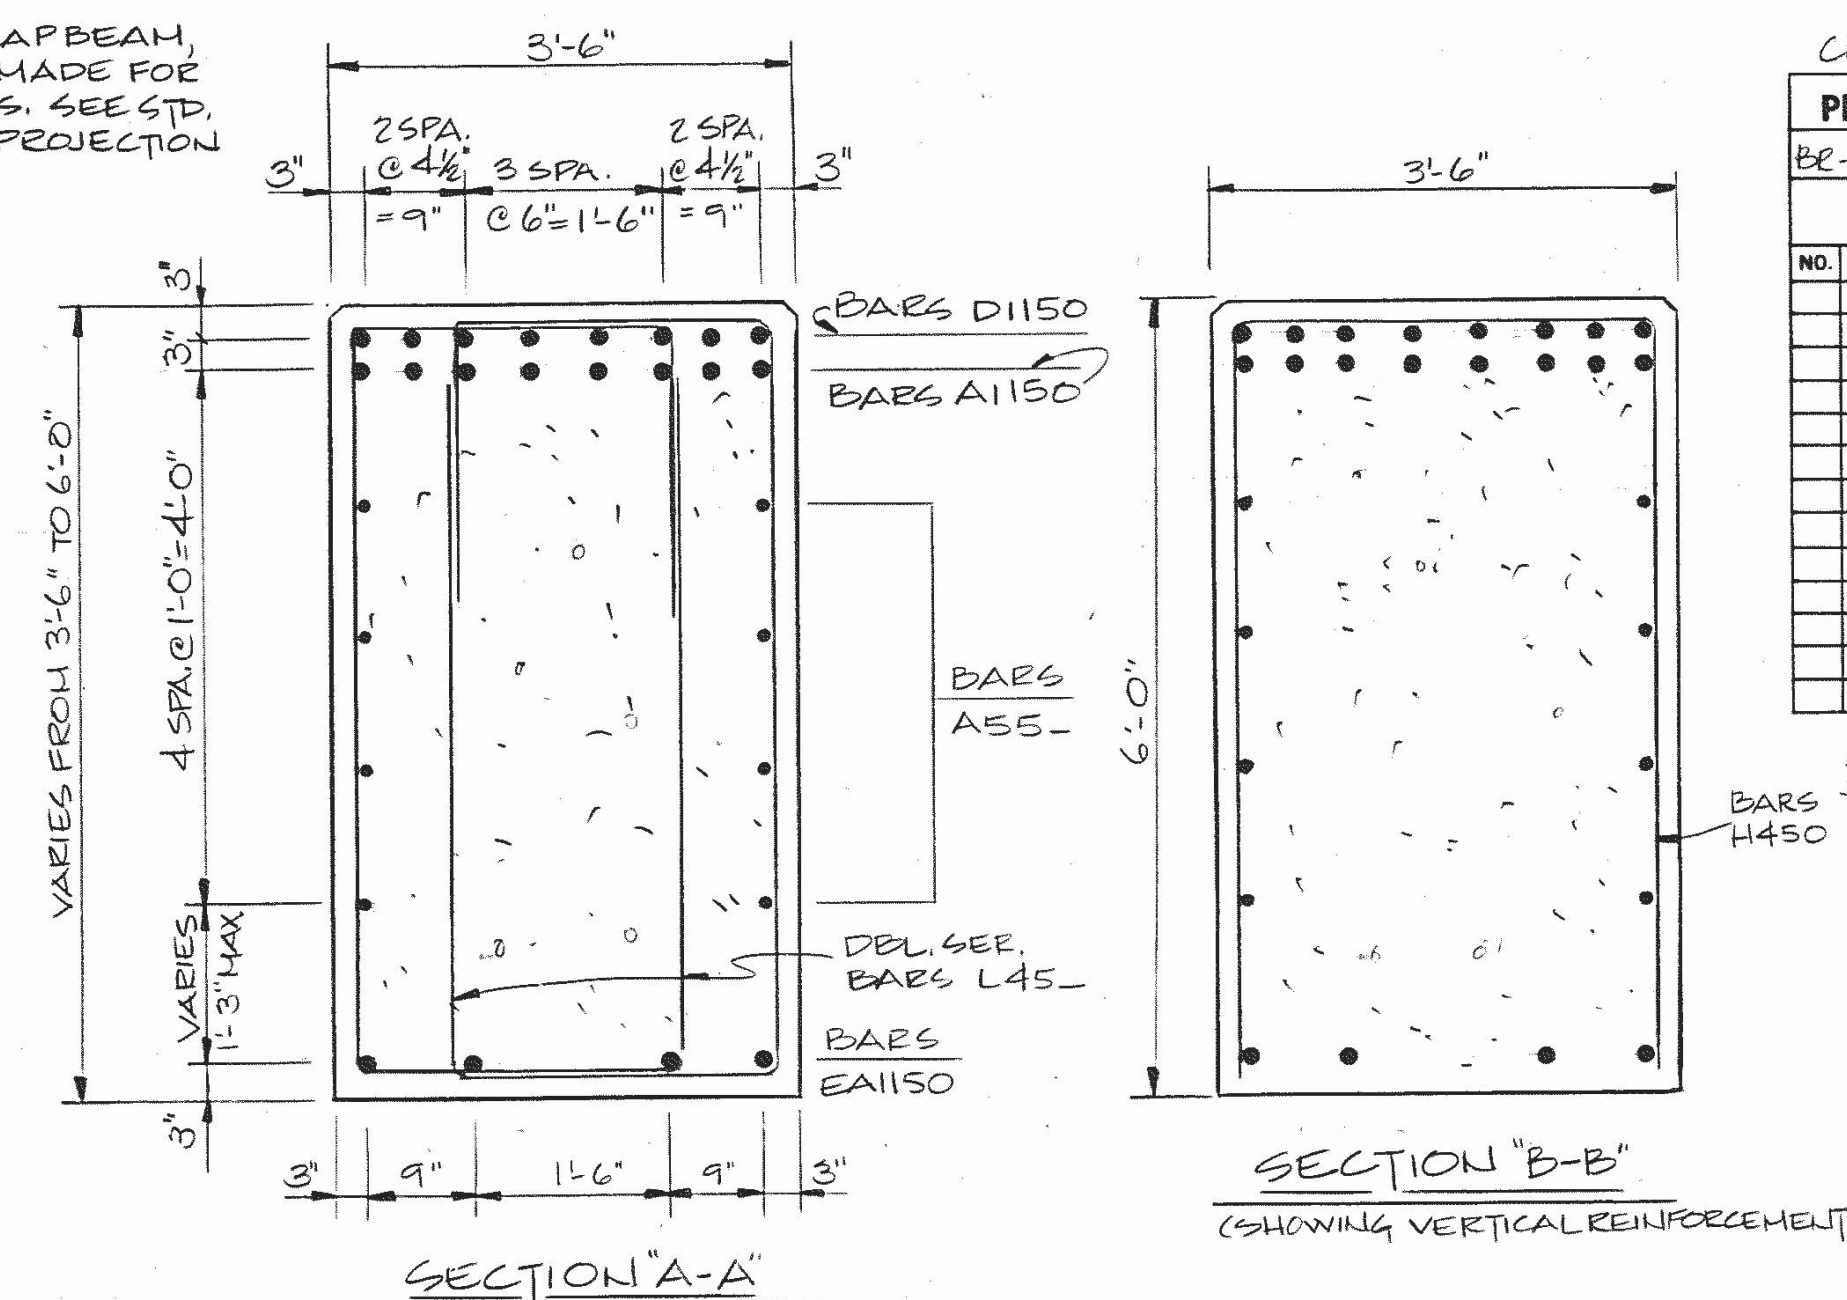 APBEAM,
MADE FOR
S. SEE STD.
PROJECTION
3'-6"
2 SPA.
@ 4½"
= 9"
3 SPA.
@ 6"=1'-6"
2 SPA.
@ 4½"
= 9"
3"
3"
3"
3"
4 SPA.@ 1'-0"=4'-0"
VARIES FROM 3'-6" TO 6'-0"
VARIES
1'-3" MAX
3"
BARS D1150
BARS A1150
BARS
A55_
DBL. SER.
BARS L45_
BARS
EA1150
3"
9"
1'-6"
9"
3"
SECTION "A-A"
3'-6"
6'-0"
BARS
H450
SECTION "B-B"
(SHOWING VERTICAL REINFORCEMENT
BR-
NO.